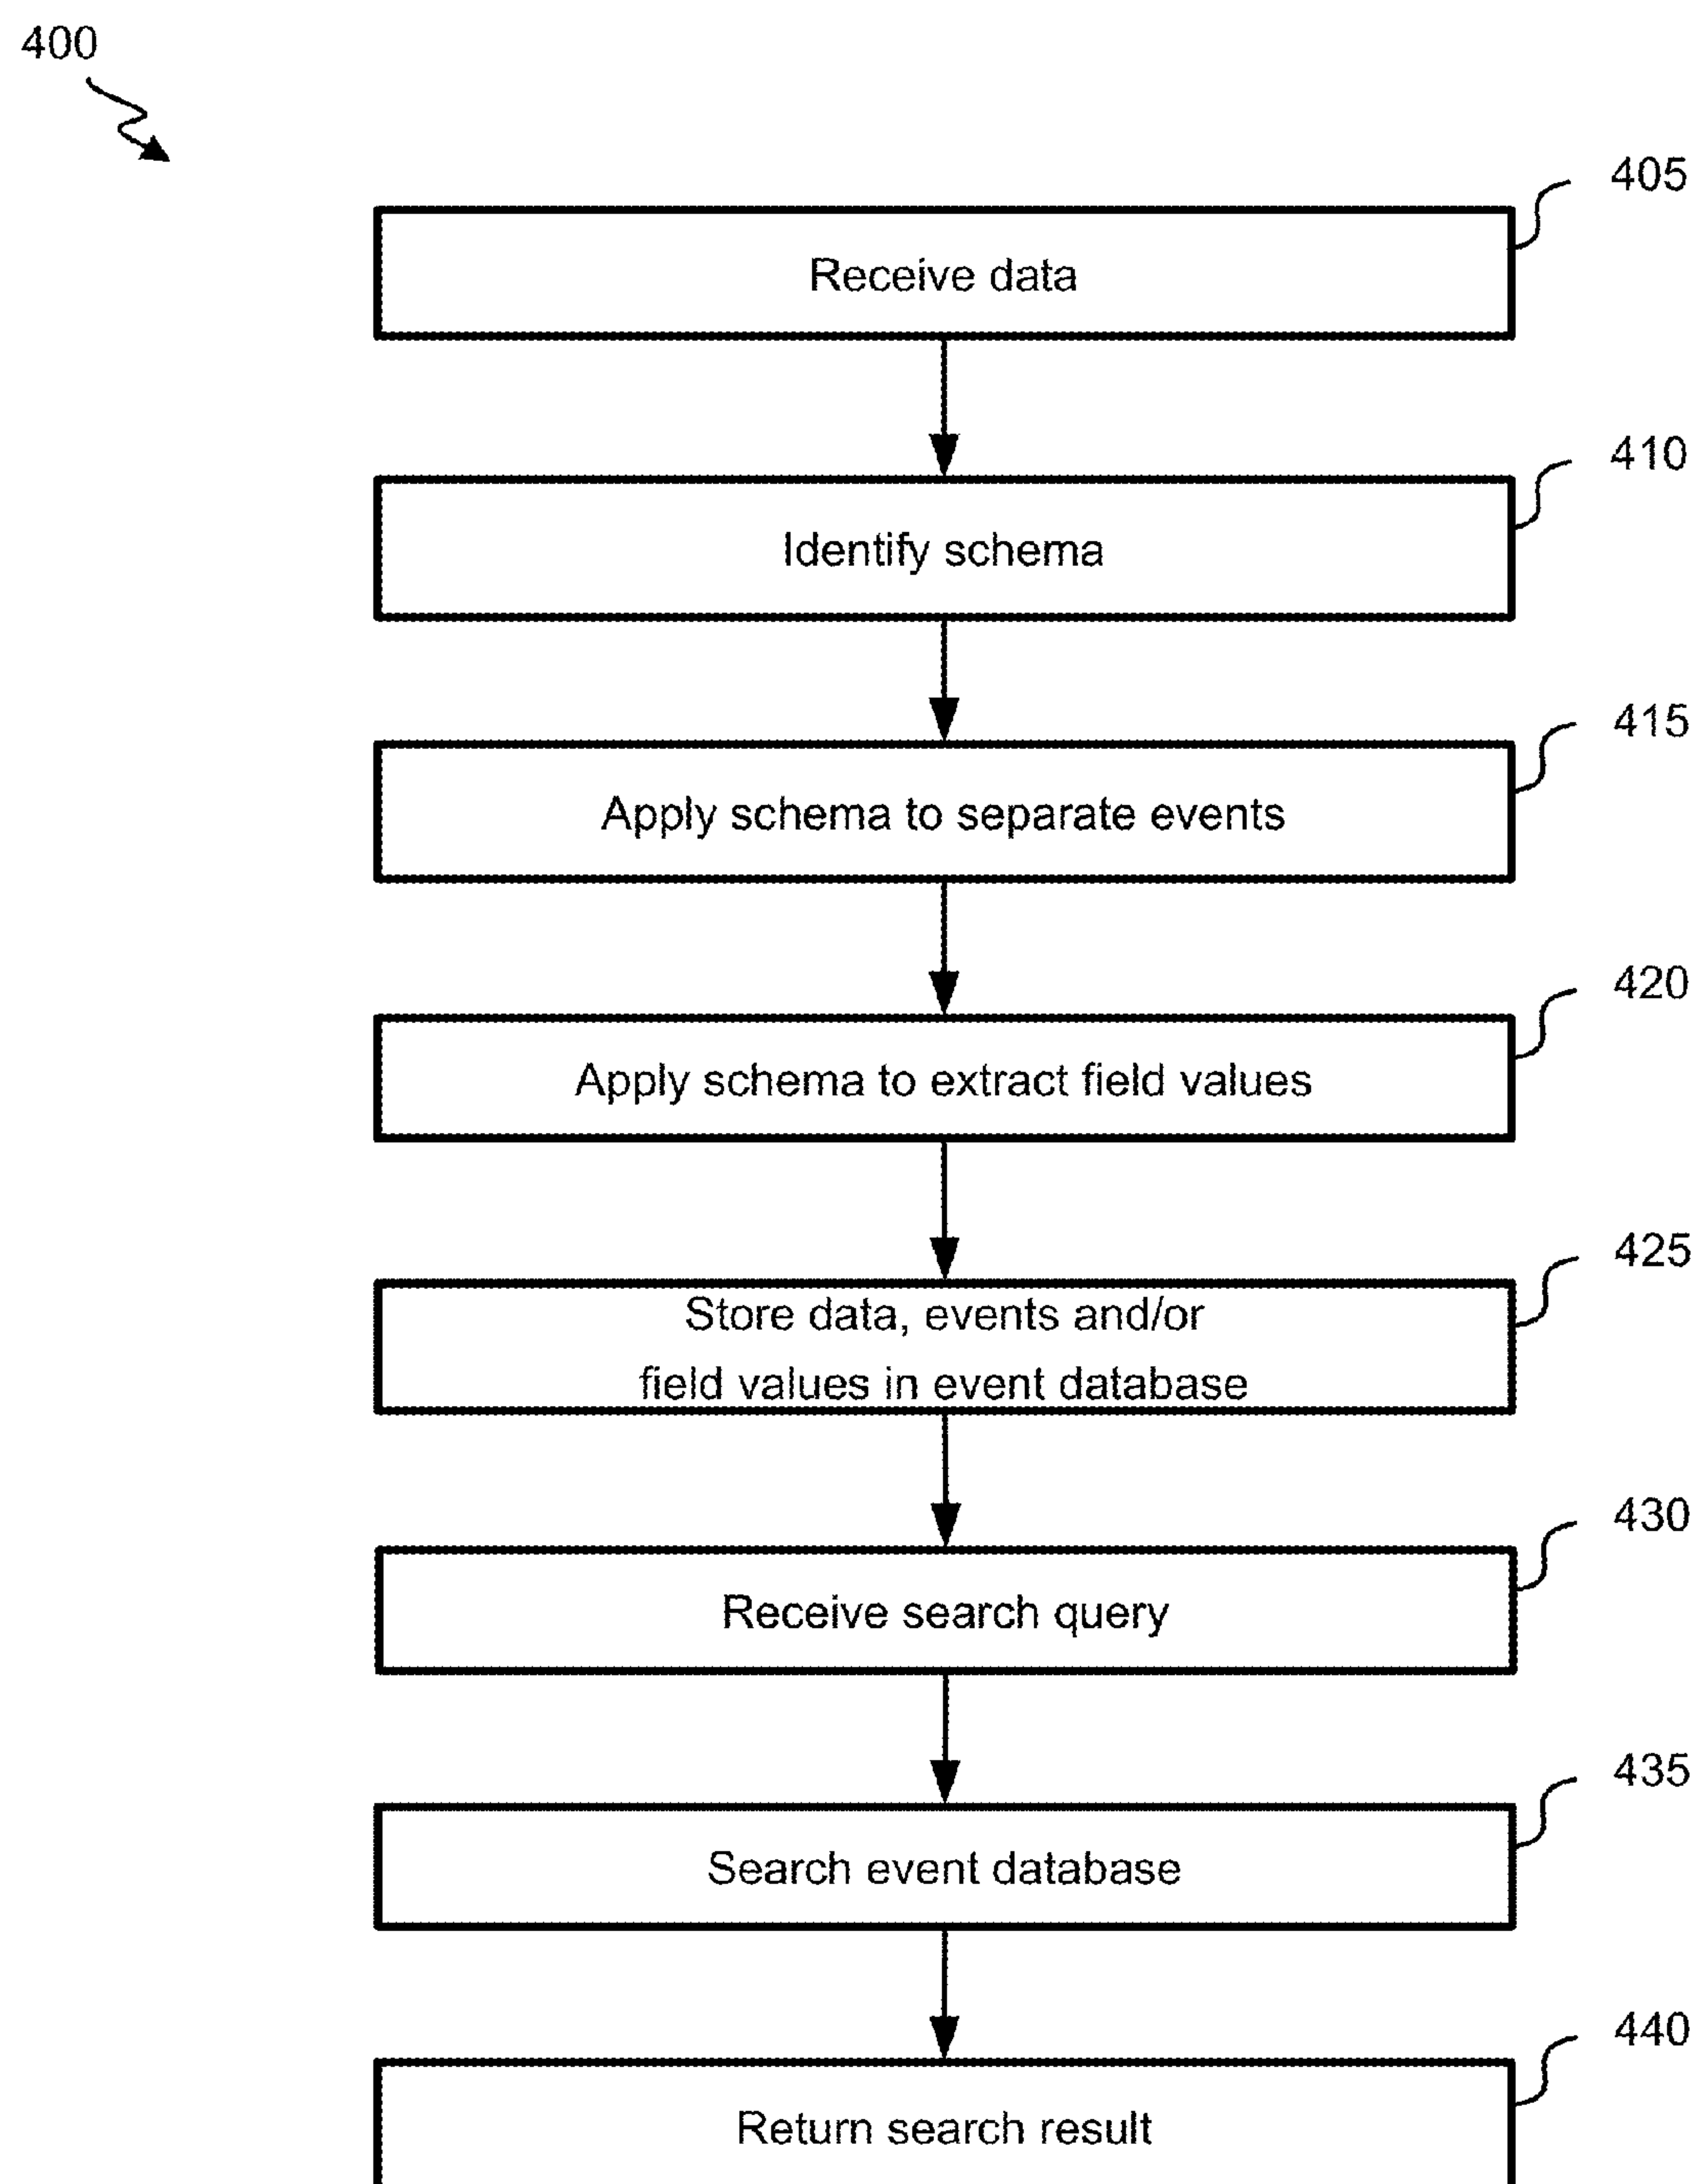 400
405
Receive data
410
Identify schema
415
Apply schema to separate events
420
Apply schema to extract field values
425
Store data, events and/or
field values in event database
430
Receive search query
435
Search event database
440
Return search result